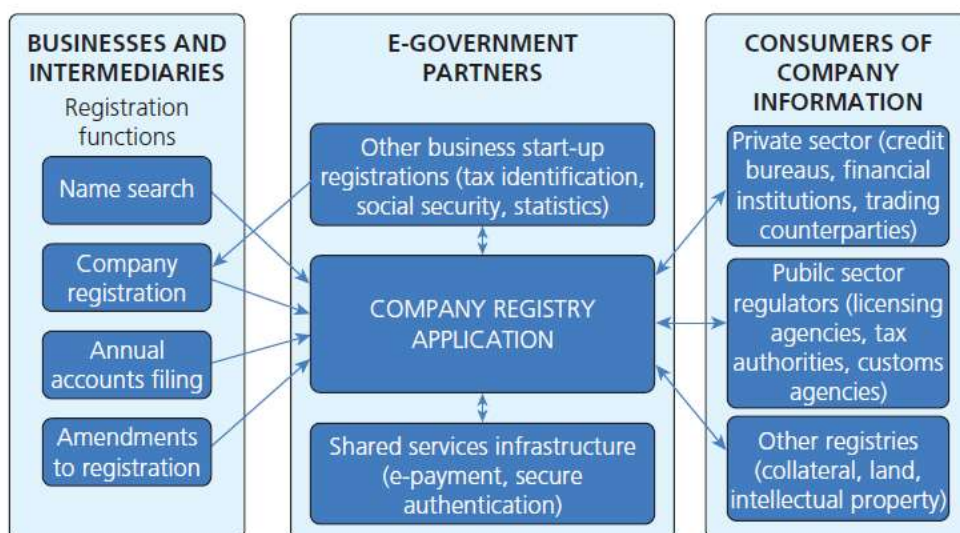 BUSINESSES AND
INTERMEDIARIES
Registration
functions
Name search
Company
registration
Annual
accounts filing
Amendments
to registration
E-GOVERNMENT
PARTNERS
Other business start-up
registrations (tax identification,
social security, statistics)
COMPANY REGISTRY
APPLICATION
Shared services infrastructure
(e-payment, secure
authentication)
CONSUMERS OF
COMPANY
INFORMATION
Private sector (credit
bureaus, financial
institutions, trading
counterparties)
Pubilc sector
regulators (licensing
agencies, tax
authorities, customs
agencies)
Other registries
(collateral, land,
intellectual property)